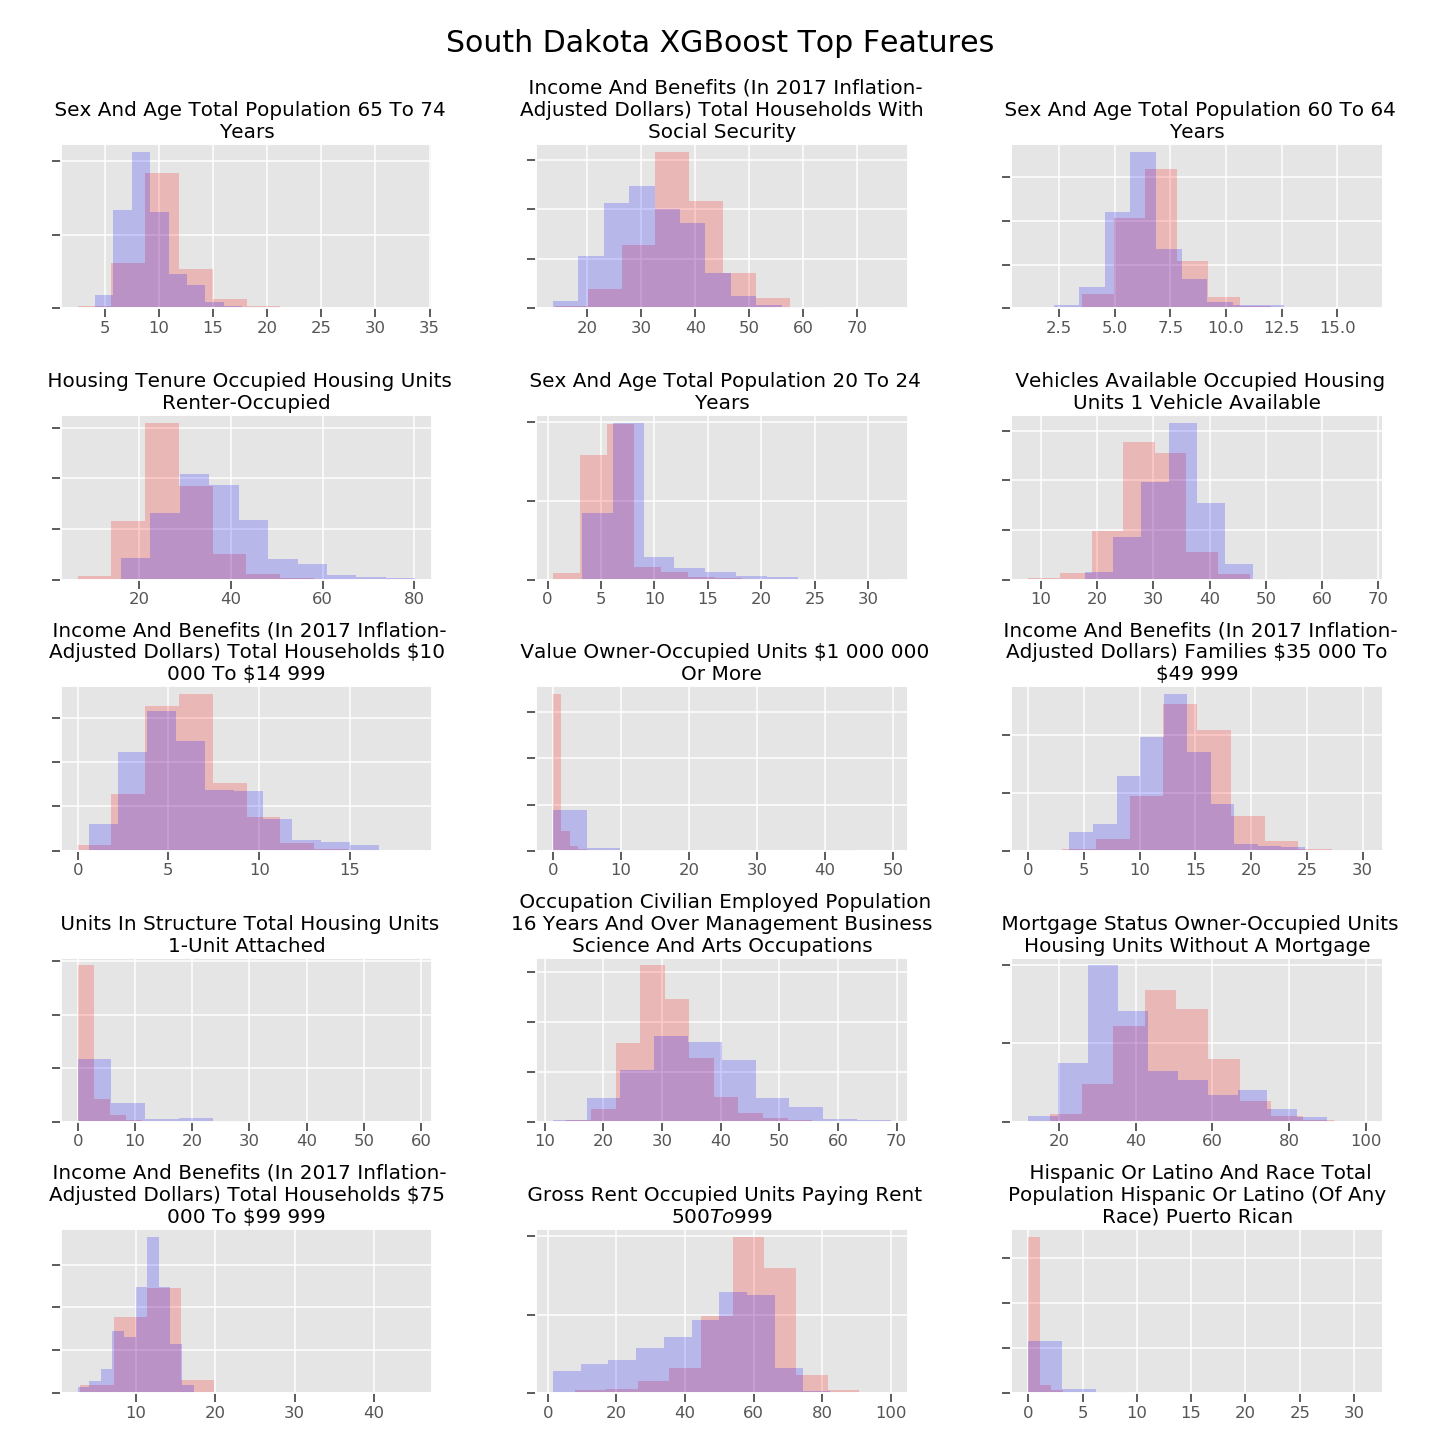 South Dakota XGBoost Top Features
Sex And Age Total Population 65 To 74
Years
5 10 15 20 25 30 35
Income And Benefits (In 2017 Inflation-
Adjusted Dollars) Total Households With
Social Security
20 30 40 50 60 70
Sex And Age Total Population 60 To 64
Years
2.5 5.0 7.5 10.0 12.5 15.0
Housing Tenure Occupied Housing Units
Renter-Occupied
20 40 60 80
Sex And Age Total Population 20 To 24
Years
0 5 10 15 20 25 30
Vehicles Available Occupied Housing
Units 1 Vehicle Available
10 20 30 40 50 60 70
Income And Benefits (In 2017 Inflation-
Adjusted Dollars) Total Households $10
000 To $14 999
0 5 10 15
Value Owner-Occupied Units $1 000 000
Or More
0 10 20 30 40 50
Income And Benefits (In 2017 Inflation-
Adjusted Dollars) Families $35 000 To
$49 999
0 5 10 15 20 25 30
Units In Structure Total Housing Units
1-Unit Attached
0 10 20 30 40 50 60
Occupation Civilian Employed Population
16 Years And Over Management Business
Science And Arts Occupations
10 20 30 40 50 60 70
Mortgage Status Owner-Occupied Units
Housing Units Without A Mortgage
20 40 60 80 100
Income And Benefits (In 2017 Inflation-
Adjusted Dollars) Total Households $75
000 To $99 999
10 20 30 40
Gross Rent Occupied Units Paying Rent
500To999
0 20 40 60 80 100
Hispanic Or Latino And Race Total
Population Hispanic Or Latino (Of Any
Race) Puerto Rican
0 5 10 15 20 25 30